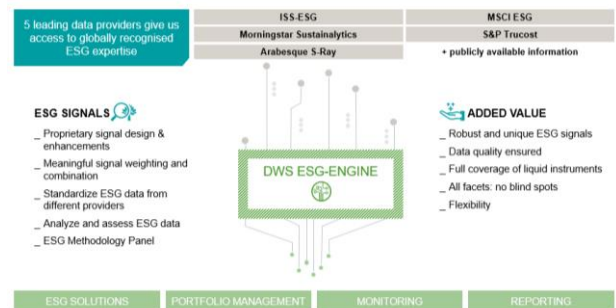 5 leading data providers give us
access to globally recognised
ESG expertise
ISS-ESG
MSCI ESG
Morningstar Sustainalytics
S&P Trucost
Arabesque S-Ray
+ publicly available information
ESG SIGNALS
_ Proprietary signal design &
enhancements
_ Meaningful signal weighting and
combination
_ Standardize ESG data from
different providers
_ Analyze and assess ESG data
_ ESG Methodology Panel
DWS ESG-ENGINE
ADDED VALUE
_ Robust and unique ESG signals
_ Data quality ensured
_ Full coverage of liquid instruments
_ All facets: no blind spots
_ Flexibility
ESG SOLUTIONS
PORTFOLIO MANAGEMENT
MONITORING
REPORTING